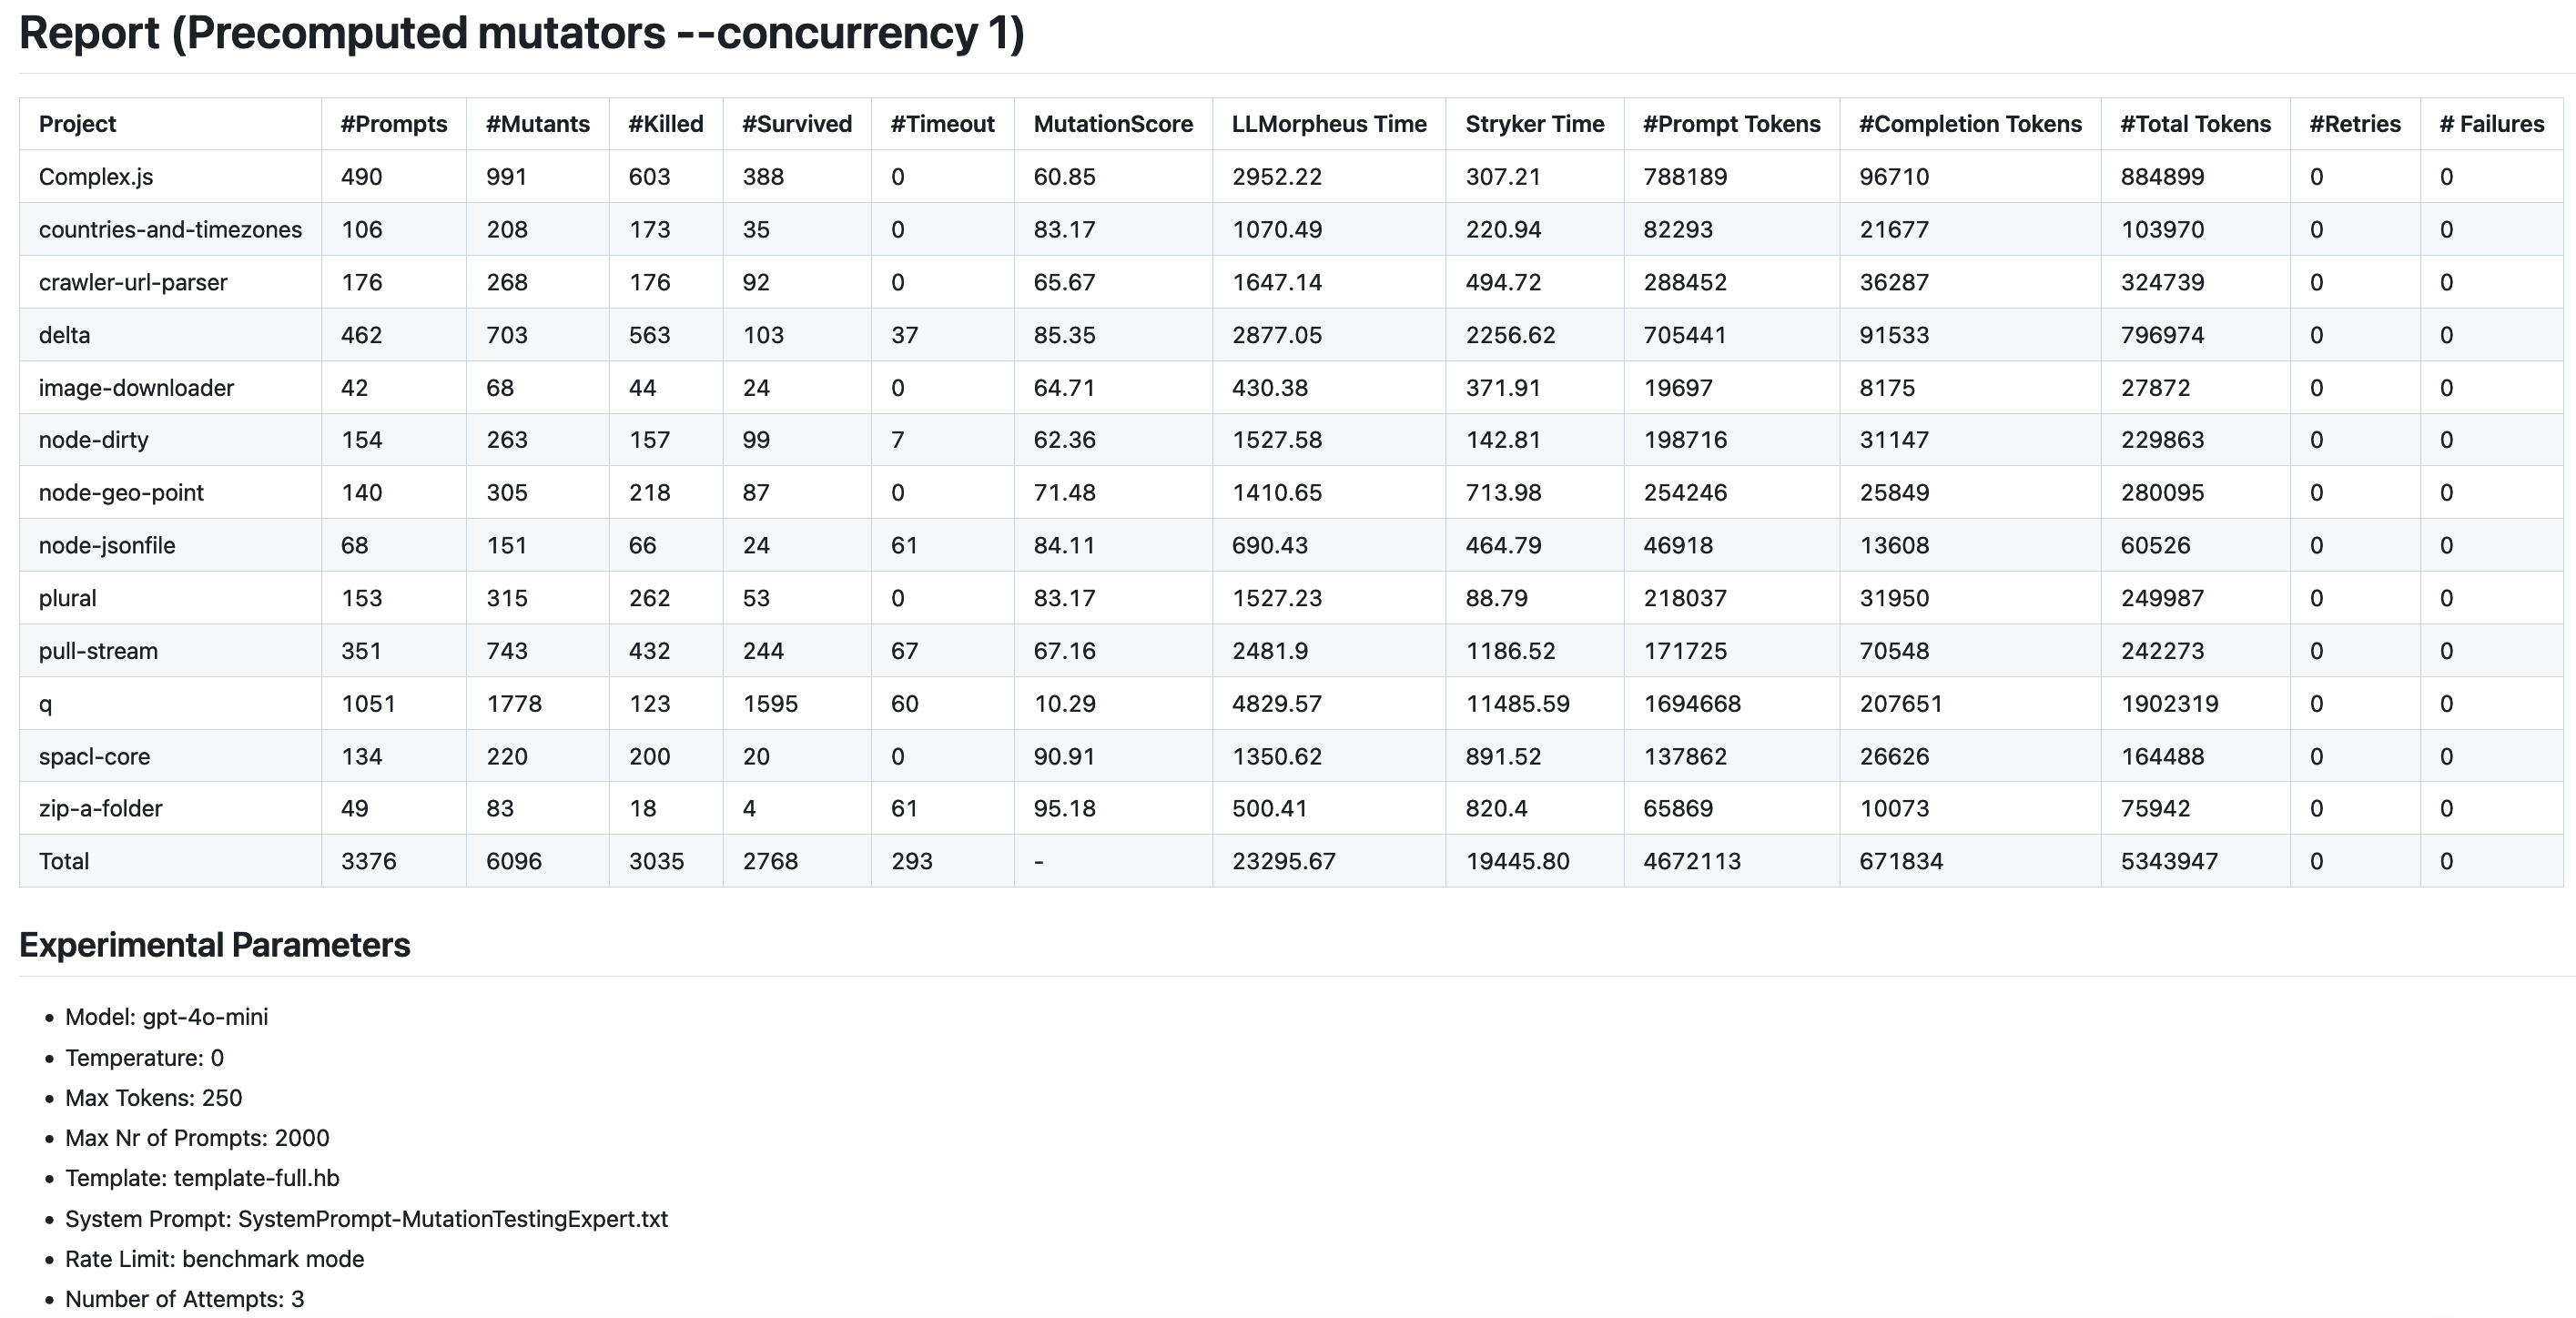 Report (Precomputed mutators --concurrency 1)
Project #Prompts #Mutants #Killed #Survived #Timeout MutationScore LLMorpheus Time Stryker Time #Prompt Tokens #Completion Tokens #Total Tokens #Retries # Failures
Complex.js 490 991 603 388 0 60.85 2952.22 307.21 788189 96710 884899 0 0
countries-and-timezones 106 208 173 35 0 83.17 1070.49 220.94 82293 21677 103970 0 0
crawler-url-parser 176 268 176 92 0 65.67 1647.14 494.72 288452 36287 324739 0 0
delta 462 703 563 103 37 85.35 2877.05 2256.62 705441 91533 796974 0 0
image-downloader 42 68 44 24 0 64.71 430.38 371.91 19697 8175 27872 0 0
node-dirty 154 263 157 99 7 62.36 1527.58 142.81 198716 31147 229863 0 0
node-geo-point 140 305 218 87 0 71.48 1410.65 713.98 254246 25849 280095 0 0
node-jsonfile 68 151 66 24 61 84.11 690.43 464.79 46918 13608 60526 0 0
plural 153 315 262 53 0 83.17 1527.23 88.79 218037 31950 249987 0 0
pull-stream 351 743 432 244 67 67.16 2481.9 1186.52 171725 70548 242273 0 0
q 1051 1778 123 1595 60 10.29 4829.57 11485.59 1694668 207651 1902319 0 0
spacl-core 134 220 200 20 0 90.91 1350.62 891.52 137862 26626 164488 0 0
zip-a-folder 49 83 18 4 61 95.18 500.41 820.4 65869 10073 75942 0 0
Total 3376 6096 3035 2768 293 - 23295.67 19445.80 4672113 671834 5343947 0 0
Experimental Parameters
• Model: gpt-4o-mini
• Temperature: 0
• Max Tokens: 250
• Max Nr of Prompts: 2000
• Template: template-full.hb
• System Prompt: SystemPrompt-MutationTestingExpert.txt
• Rate Limit: benchmark mode
• Number of Attempts: 3